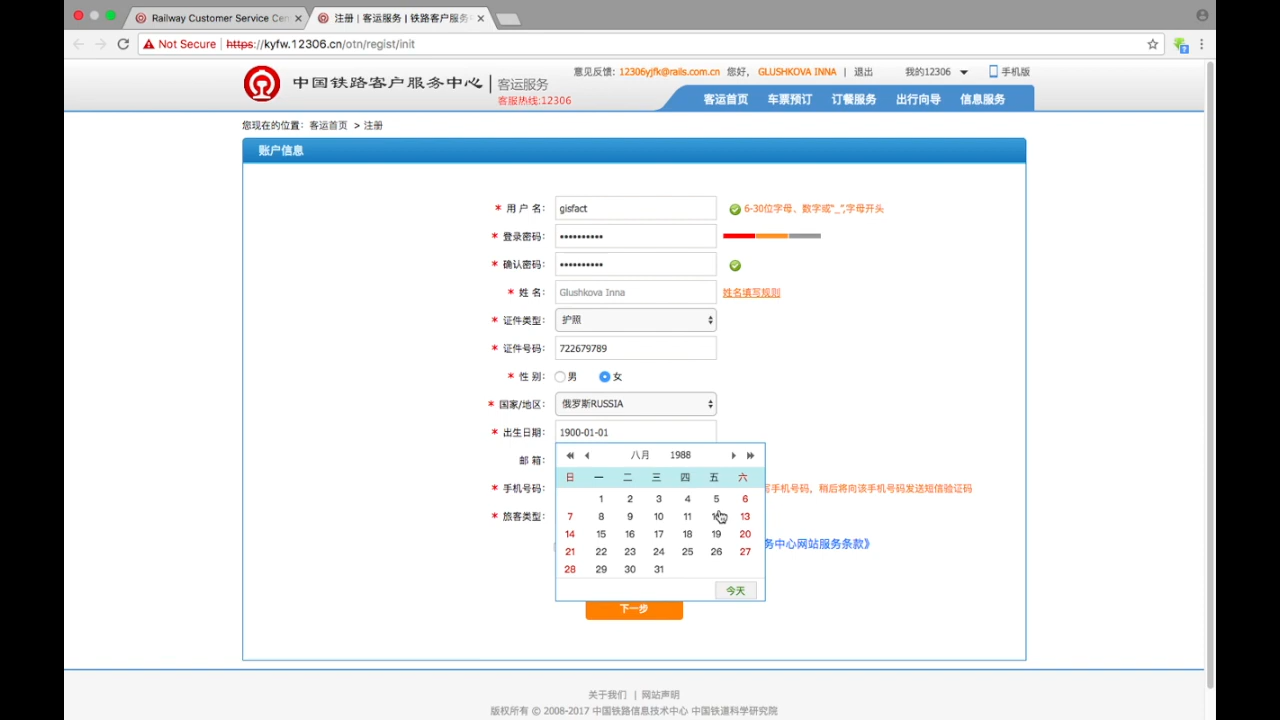 Railway Customer Service Cen
注册 | 客运服务 | 铁路客户服务
Not Secure | https://kyfw.12306.cn/otn/regist/init
意见反馈: 12306yjfk@rails.com.cn 您好, GLUSHKOVA INNA | 退出 我的12306 手机版
中国铁路客户服务中心 | 客运服务
客服热线:12306
客运首页 车票预订 订餐服务 出行向导 信息服务
您现在的位置: 客运首页 > 注册
账户信息
* 用 户 名: gisfact 6-30位字母、数字或"_",字母开头
* 登录密码: ••••••••••
* 确认密码: ••••••••••
* 姓 名: Glushkova Inna 姓名填写规则
* 证件类型: 护照
* 证件号码: 722679789
* 性 别: 男 女
* 国家/地区: 俄罗斯RUSSIA
* 出生日期: 1900-01-01
邮 箱: 八月 1988
日 一 二 三 四 五 六
* 手机号码: 手机号码，稍后将向该手机号码发送短信验证码
1 2 3 4 5 6
* 旅客类型: 7 8 9 10 11 13
14 15 16 17 18 19 20
务中心网站服务条款》
21 22 23 24 25 26 27
28 29 30 31
今天
下一步
关于我们 | 网站声明
版权所有 © 2008-2017 中国铁路信息技术中心 中国铁道科学研究院